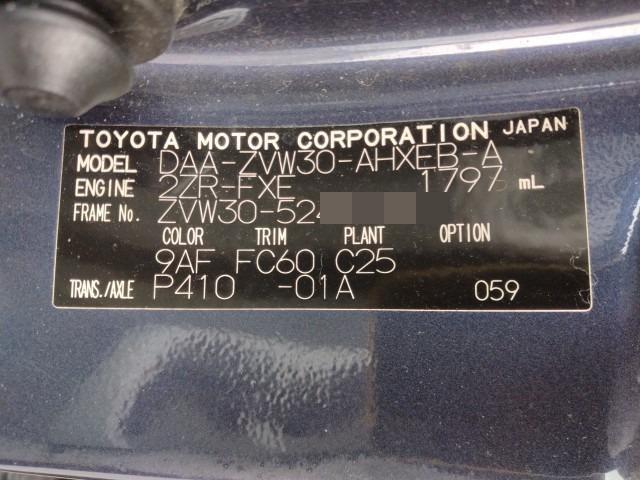 TOYOTA MOTOR CORPORATION JAPAN
MODEL DAA-ZVW30-AHXEB-A
ENGINE 2ZR-FXE 1797 mL
FRAME No. ZVW30-52
COLOR TRIM PLANT OPTION
9AF FC60 C25
TRANS./AXLE P410 -01A 059